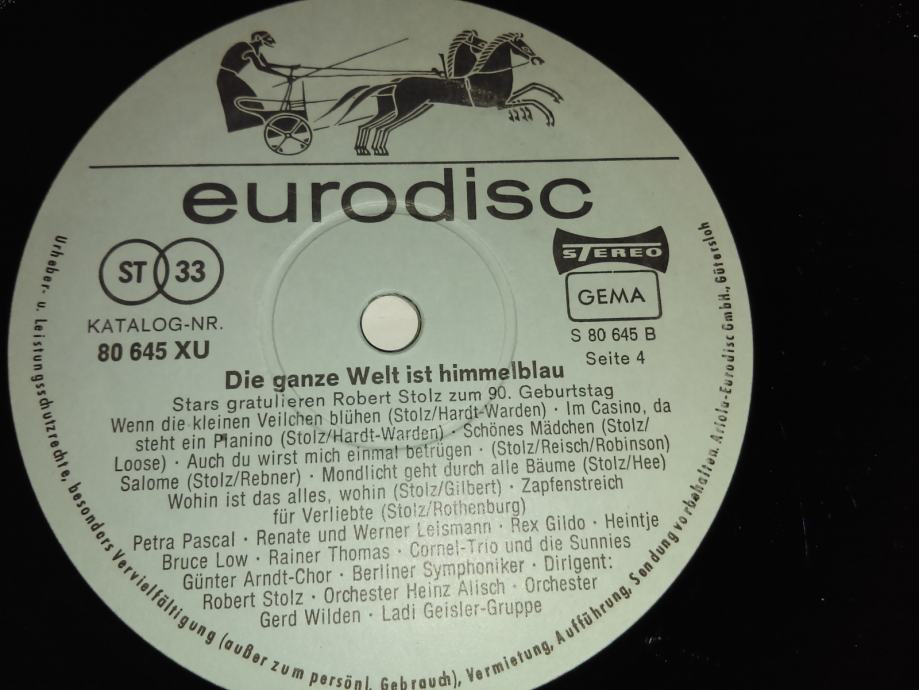 eurodisc
ST 33
STEREO
GEMA
KATALOG-NR.
80 645 XU
S 80 645 B
Seite 4
Die ganze Welt ist himmelblau
Stars gratulieren Robert Stolz zum 90. Geburtstag
Wenn die kleinen Veilchen blühen (Stolz/Hardt-Warden) · Im Casino, da
steht ein Pianino (Stolz/Hardt-Warden) · Schönes Mädchen (Stolz/
Loose) · Auch du wirst mich einmal betrügen · (Stolz/Reisch/Robinson)
Salome (Stolz/Rebner) · Mondlicht geht durch alle Bäume (Stolz/Hee)
Wohin ist das alles, wohin (Stolz/Gilbert) · Zapfenstreich
für Verliebte (Stolz/Rothenburg)
Petra Pascal · Renate und Werner Leismann · Rex Gildo · Heintje
Bruce Low · Rainer Thomas · Cornel-Trio und die Sunnies
Günter Arndt-Chor · Berliner Symphoniker · Dirigent:
Robert Stolz · Orchester Heinz Alisch · Orchester
Gerd Wilden · Ladi Geisler-Gruppe
Urheber- u. Leistungsschutzrechte, besonders Vervielfältigung (außer zum persönl. Gebrauch), Vermietung, Aufführung, Sendung vorbehalten. Ariola-Eurodisc GmbH., Gütersloh